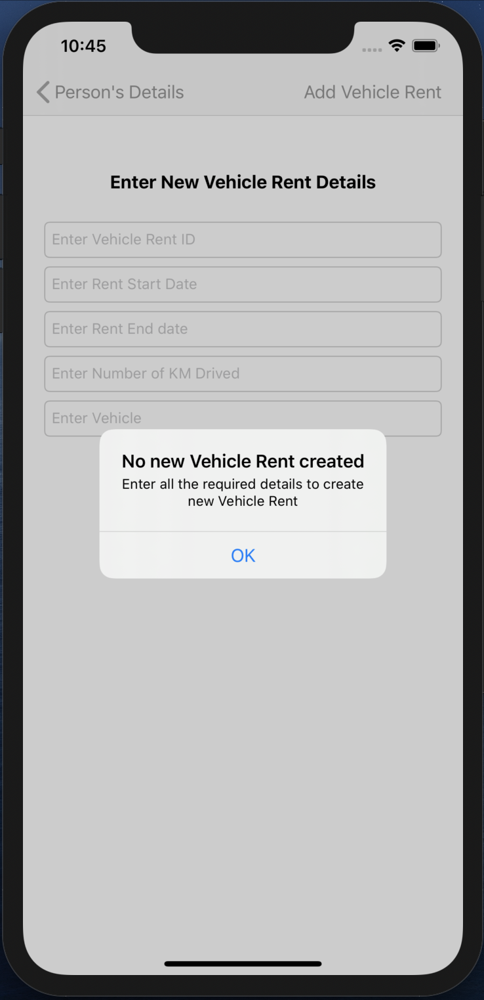 10:45
Person's Details
Add Vehicle Rent
Enter New Vehicle Rent Details
Enter Vehicle Rent ID
Enter Rent Start Date
Enter Rent End date
Enter Number of KM Drived
Enter Vehicle
No new Vehicle Rent created
Enter all the required details to create
new Vehicle Rent
OK